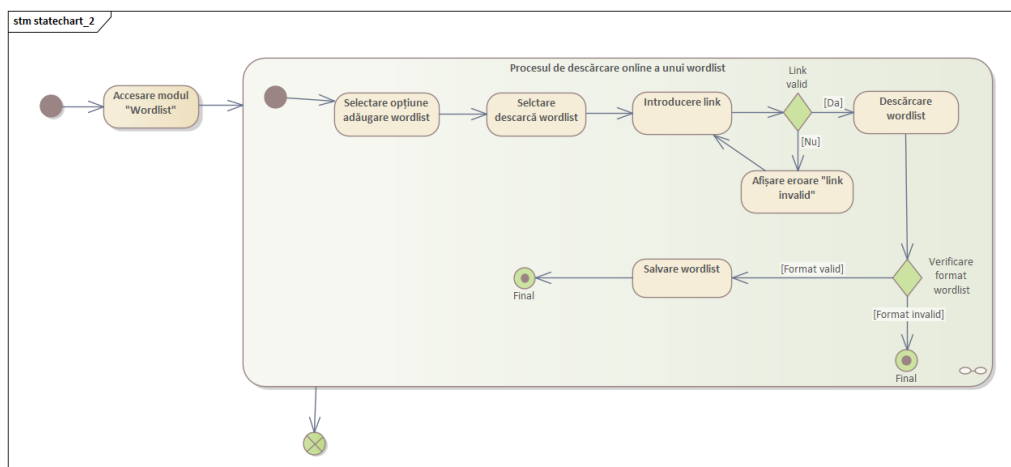 stm statechart_2
Procesul de descărcare online a unui wordlist
Accesare modul
"Wordlist"
Selectare opțiune
adăugare wordlist
Selctare
descarcă wordlist
Introducere link
Link
valid
[Da]
Descărcare
wordlist
[Nu]
Afișare eroare "link
invalid"
Salvare wordlist
[Format valid]
Verificare
format
wordlist
Final
[Format invalid]
Final